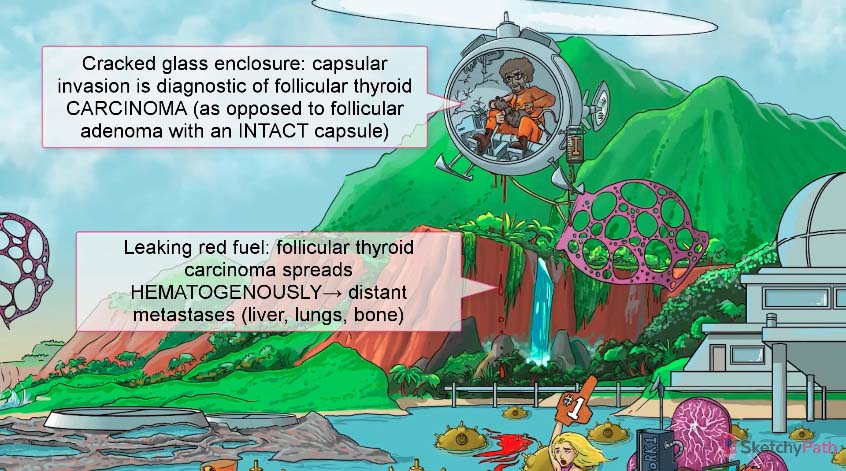 Cracked glass enclosure: capsular
invasion is diagnostic of follicular thyroid
CARCINOMA (as opposed to follicular
adenoma with an INTACT capsule)
Leaking red fuel: follicular thyroid
carcinoma spreads
HEMATOGENOUSLY→ distant
metastases (liver, lungs, bone)
#1
SketchyPath